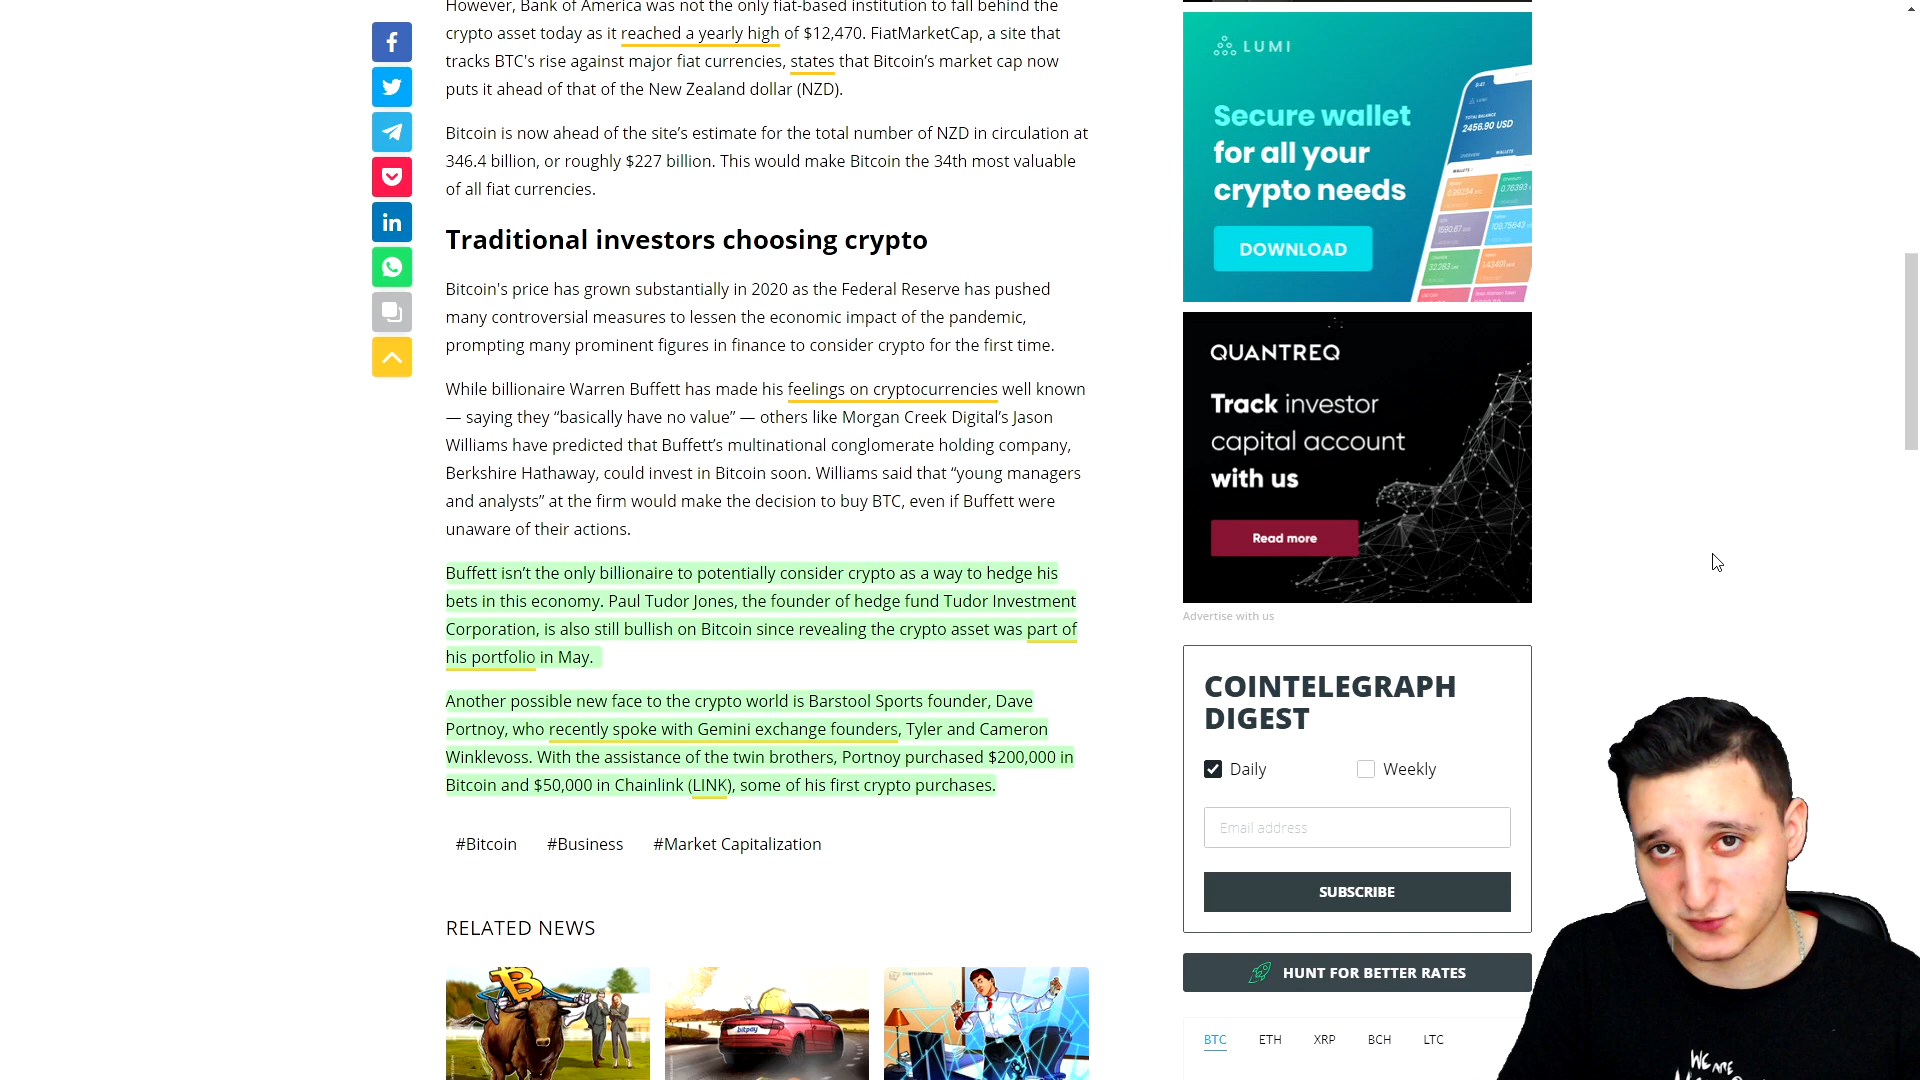 However, Bank of America was not the only fiat-based institution to fall behind the
crypto asset today as it reached a yearly high of $12,470. FiatMarketCap, a site that
tracks BTC's rise against major fiat currencies, states that Bitcoin’s market cap now
puts it ahead of that of the New Zealand dollar (NZD).
Bitcoin is now ahead of the site’s estimate for the total number of NZD in circulation at
346.4 billion, or roughly $227 billion. This would make Bitcoin the 34th most valuable
of all fiat currencies.
Traditional investors choosing crypto
Bitcoin's price has grown substantially in 2020 as the Federal Reserve has pushed
many controversial measures to lessen the economic impact of the pandemic,
prompting many prominent figures in finance to consider crypto for the first time.
While billionaire Warren Buffett has made his feelings on cryptocurrencies well known
— saying they “basically have no value” — others like Morgan Creek Digital’s Jason
Williams have predicted that Buffett’s multinational conglomerate holding company,
Berkshire Hathaway, could invest in Bitcoin soon. Williams said that “young managers
and analysts” at the firm would make the decision to buy BTC, even if Buffett were
unaware of their actions.
Buffett isn’t the only billionaire to potentially consider crypto as a way to hedge his
bets in this economy. Paul Tudor Jones, the founder of hedge fund Tudor Investment
Corporation, is also still bullish on Bitcoin since revealing the crypto asset was part of
his portfolio in May.
Another possible new face to the crypto world is Barstool Sports founder, Dave
Portnoy, who recently spoke with Gemini exchange founders, Tyler and Cameron
Winklevoss. With the assistance of the twin brothers, Portnoy purchased $200,000 in
Bitcoin and $50,000 in Chainlink (LINK), some of his first crypto purchases.
#Bitcoin #Business #Market Capitalization
RELATED NEWS
bitpay
COINTELEGRAPH
LUMI
Secure wallet
for all your
crypto needs
DOWNLOAD
TOTAL BALANCE
2456.90 USD
QUANTREQ
Track investor
capital account
with us
Read more
Advertise with us
COINTELEGRAPH
DIGEST
Daily Weekly
Email address
SUBSCRIBE
HUNT FOR BETTER RATES
BTC ETH XRP BCH LTC
WE ARE